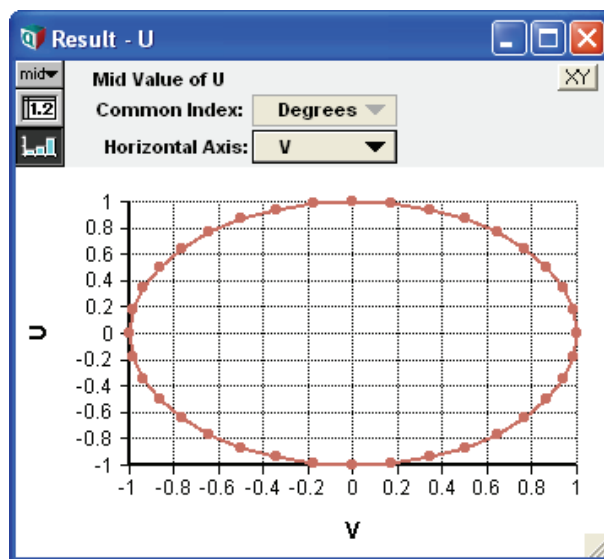 Result - U
mid
Mid Value of U
XY
1.2
Common Index: Degrees
Horizontal Axis: V
1
0.8
0.6
0.4
0.2
0
-0.2
-0.4
-0.6
-0.8
-1
U
-1 -0.8 -0.6 -0.4 -0.2 0 0.2 0.4 0.6 0.8 1
V